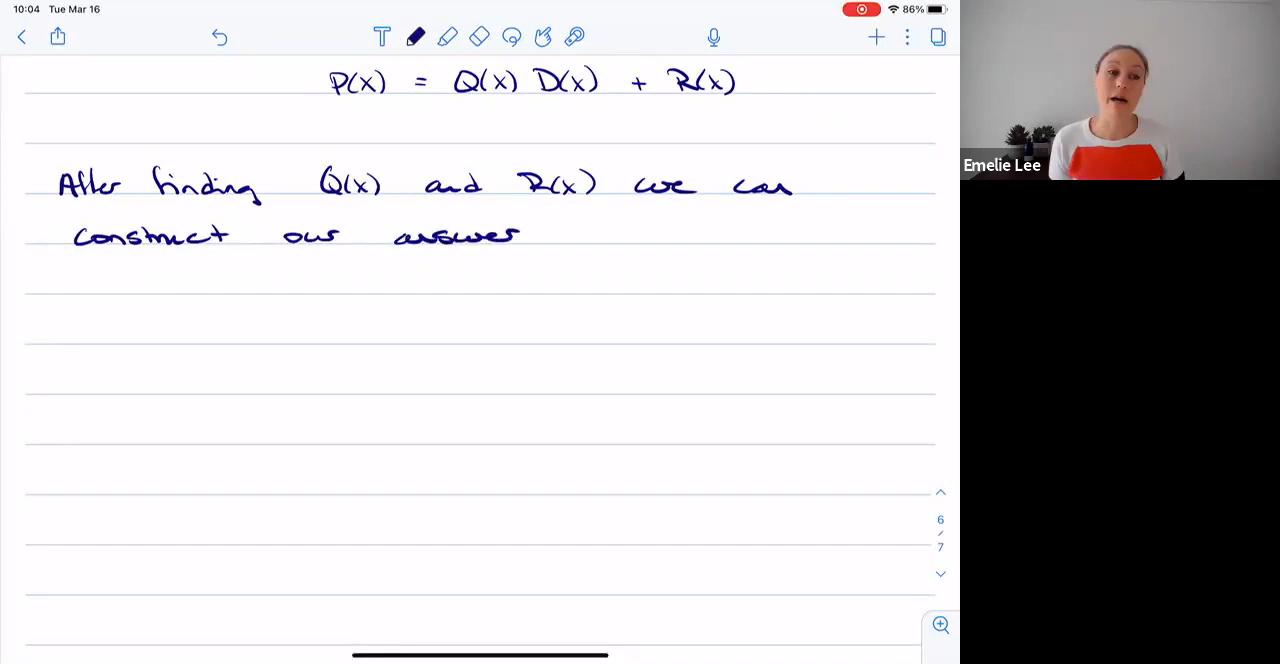 10:04 Tue Mar 16
86%
P(x) = Q(x) D(x) + R(x)
After finding Q(x) and R(x) we can
construct our answer
Emelie Lee
6
/
7